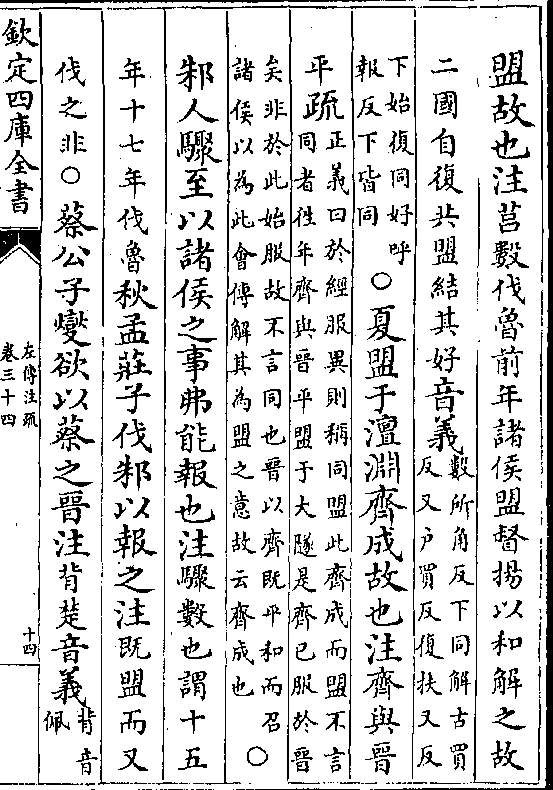 盟故也注莒數伐魯前年諸侯盟督揚以和解之故
二國自復共盟結其好音義數所角反下同解古買
反又戶買反復扶又反
下始復同好呼
報反下皆同○夏盟于澶淵齊成故也注齊與晉
平疏正義曰於經服異則稱同盟此齊成而盟不言
同者往年齊與晉平盟于大隧是齊已服於晉
矣非於此始服故不言同也晉以齊既平和而召
諸侯以為此會傳解其為盟之意故云齊成也○
邾人驟至以諸侯之事弗能報也注驟數也謂十五
年十七年伐魯秋孟莊子伐邾以報之注既盟而又
伐之非○蔡公子燮欲以蔡之晉注背楚音義背音
佩
欽定四庫全書
左傳注疏
卷三十四
十四